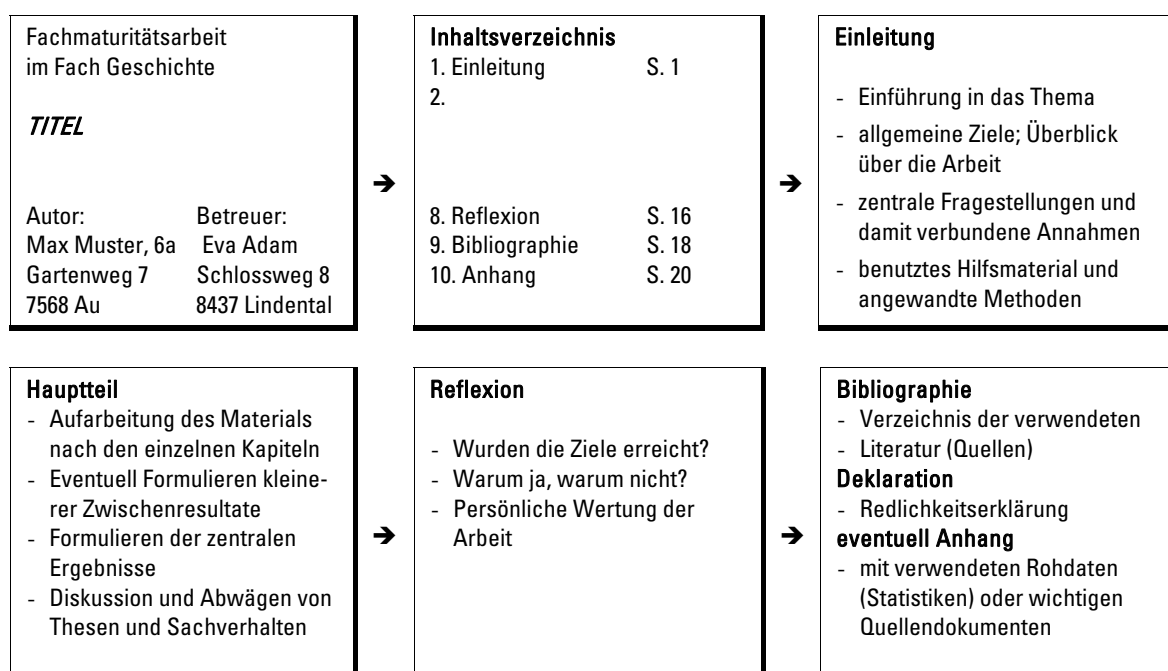 Fachmaturitätsarbeit
im Fach Geschichte
TITEL
Autor: Betreuer:
Max Muster, 6a Eva Adam
Gartenweg 7 Schlossweg 8
7568 Au 8437 Lindental
➔
Inhaltsverzeichnis
1. Einleitung S. 1
2.
8. Reflexion S. 16
9. Bibliographie S. 18
10. Anhang S. 20
➔
Einleitung
- Einführung in das Thema
- allgemeine Ziele; Überblick
über die Arbeit
- zentrale Fragestellungen und
damit verbundene Annahmen
- benutztes Hilfsmaterial und
angewandte Methoden
Hauptteil
- Aufarbeitung des Materials
nach den einzelnen Kapiteln
- Eventuell Formulieren kleine-
rer Zwischenresultate
- Formulieren der zentralen
Ergebnisse
- Diskussion und Abwägen von
Thesen und Sachverhalten
➔
Reflexion
- Wurden die Ziele erreicht?
- Warum ja, warum nicht?
- Persönliche Wertung der
Arbeit
➔
Bibliographie
- Verzeichnis der verwendeten
- Literatur (Quellen)
Deklaration
- Redlichkeitserklärung
eventuell Anhang
- mit verwendeten Rohdaten
(Statistiken) oder wichtigen
Quellendokumenten